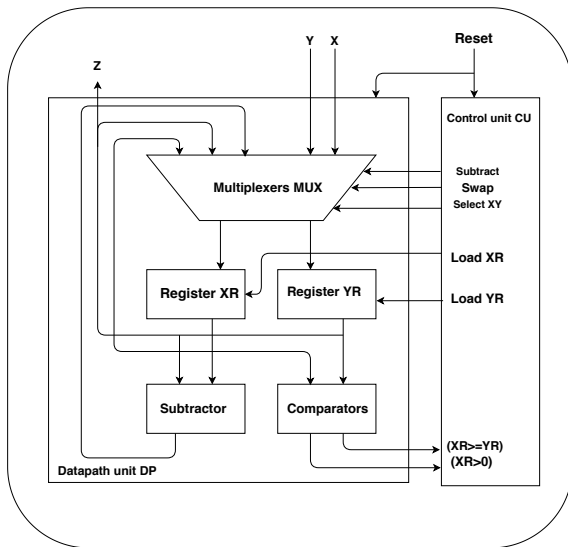 Reset
Y
X
Z
Control unit CU
Subtract
Swap
Select XY
Multiplexers MUX
Load XR
Register XR
Register YR
Load YR
Subtractor
Comparators
(XR>=YR)
(XR>0)
Datapath unit DP